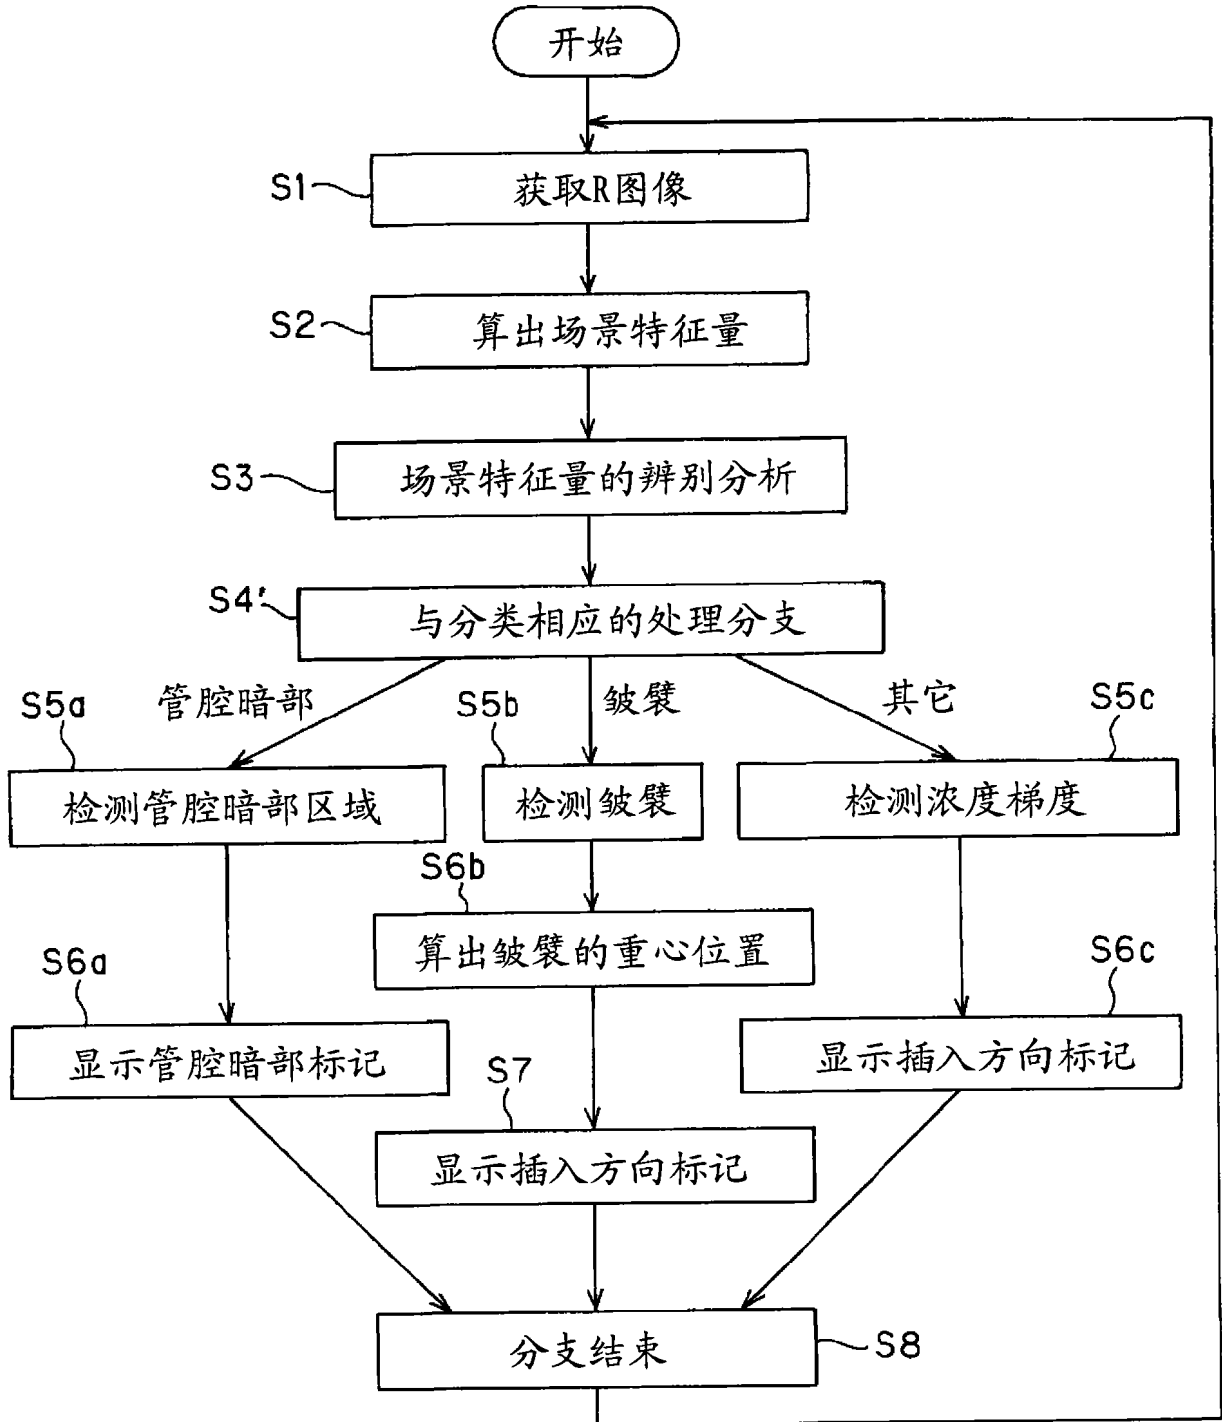 开始
S1
获取R图像
S2
算出场景特征量
S3
场景特征量的辨别分析
S4'
与分类相应的处理分支
管腔暗部
皱襞
其它
S5a
S5b
S5c
检测管腔暗部区域
检测皱襞
检测浓度梯度
S6b
算出皱襞的重心位置
S6a
S6c
显示管腔暗部标记
显示插入方向标记
S7
显示插入方向标记
分支结束
S8